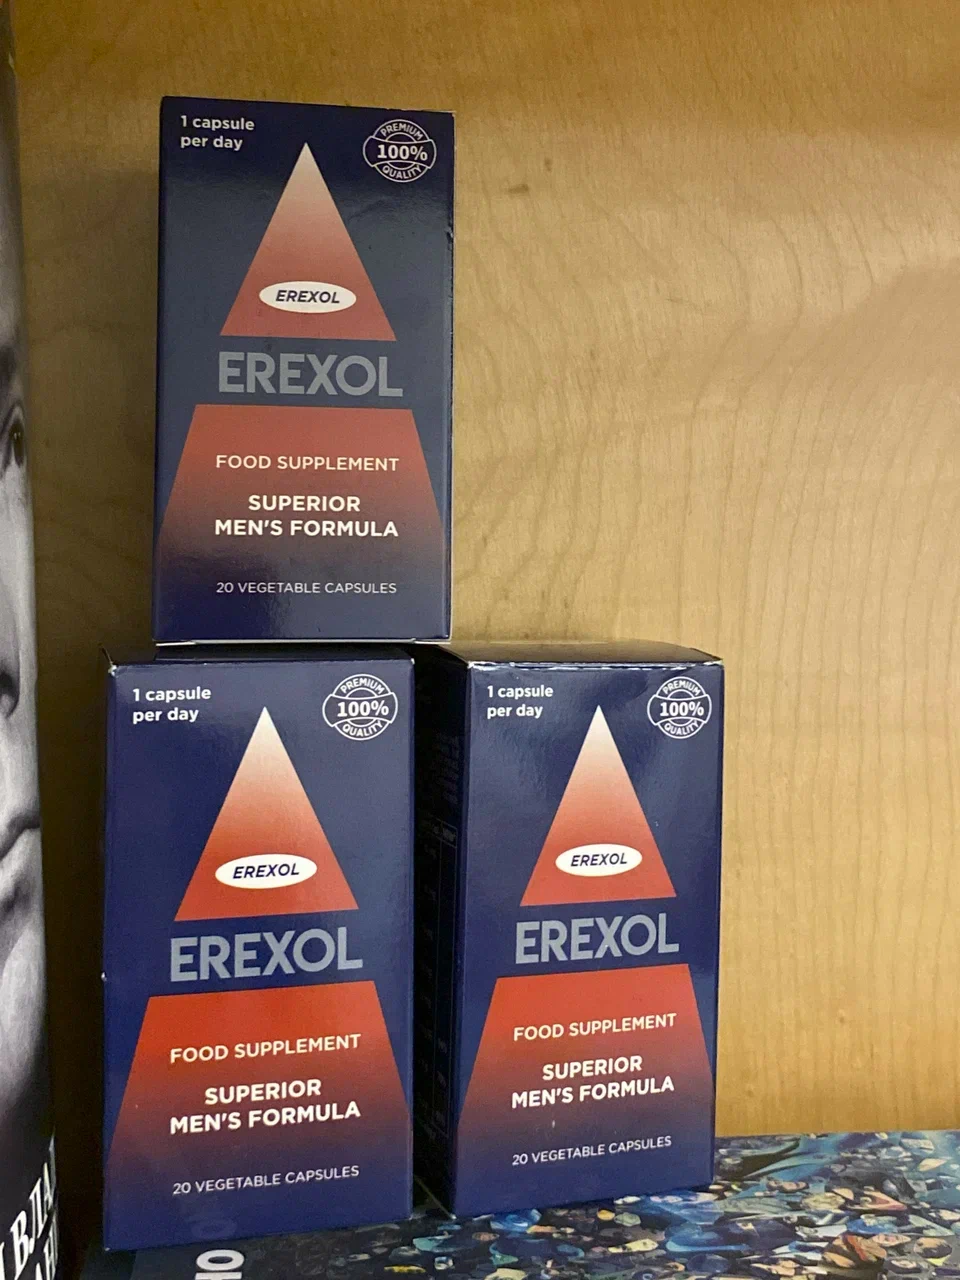 1 capsule
per day
PREMIUM
100%
QUALITY
EREXOL
EREXOL
FOOD SUPPLEMENT
SUPERIOR
MEN'S FORMULA
20 VEGETABLE CAPSULES
1 capsule
per day
PREMIUM
100%
QUALITY
EREXOL
EREXOL
FOOD SUPPLEMENT
SUPERIOR
MEN'S FORMULA
20 VEGETABLE CAPSULES
1 capsule
per day
PREMIUM
100%
QUALITY
EREXOL
EREXOL
FOOD SUPPLEMENT
SUPERIOR
MEN'S FORMULA
20 VEGETABLE CAPSULES